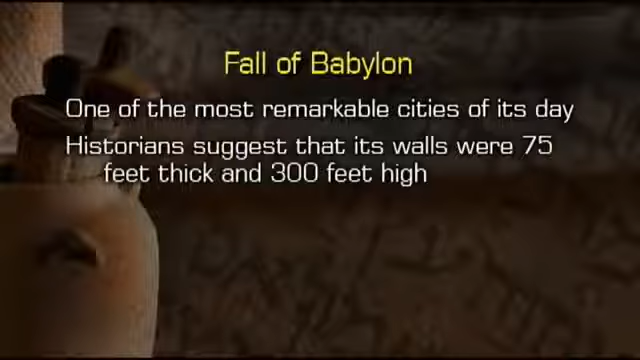 Fall of Babylon
One of the most remarkable cities of its day
Historians suggest that its walls were 75
feet thick and 300 feet high